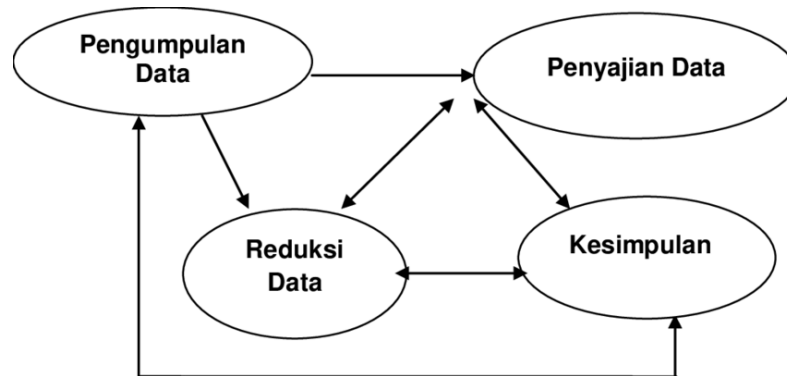 Pengumpulan
Data
Penyajian Data
Reduksi
Data
Kesimpulan